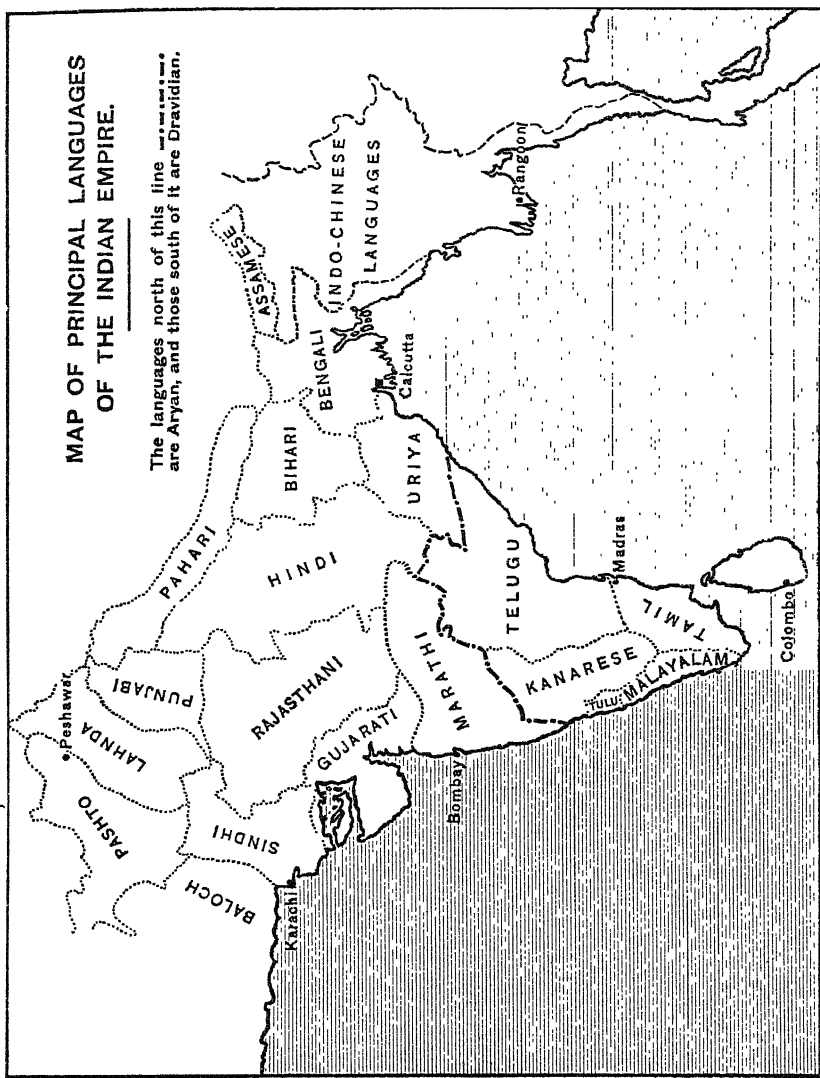 MAP OF PRINCIPAL LANGUAGES
OF THE INDIAN EMPIRE.
The languages north of this line
are Aryan, and those south of it are Dravidian.
Peshawer
PASHTO
LAHNDA
PUNJABI
PAHARI
BALOCH
SINDHI
RAJASTHANI
HINDI
BIHARI
BENGALI
ASSAMESE
INDO-CHINESE
LANGUAGES
Karachi
GUJARATI
Calcutta
URIYA
MARATHI
Bombay
TELUGU
Rangoon
KANARESE
TULU
MALAYALAM
TAMIL
Madras
Colombo